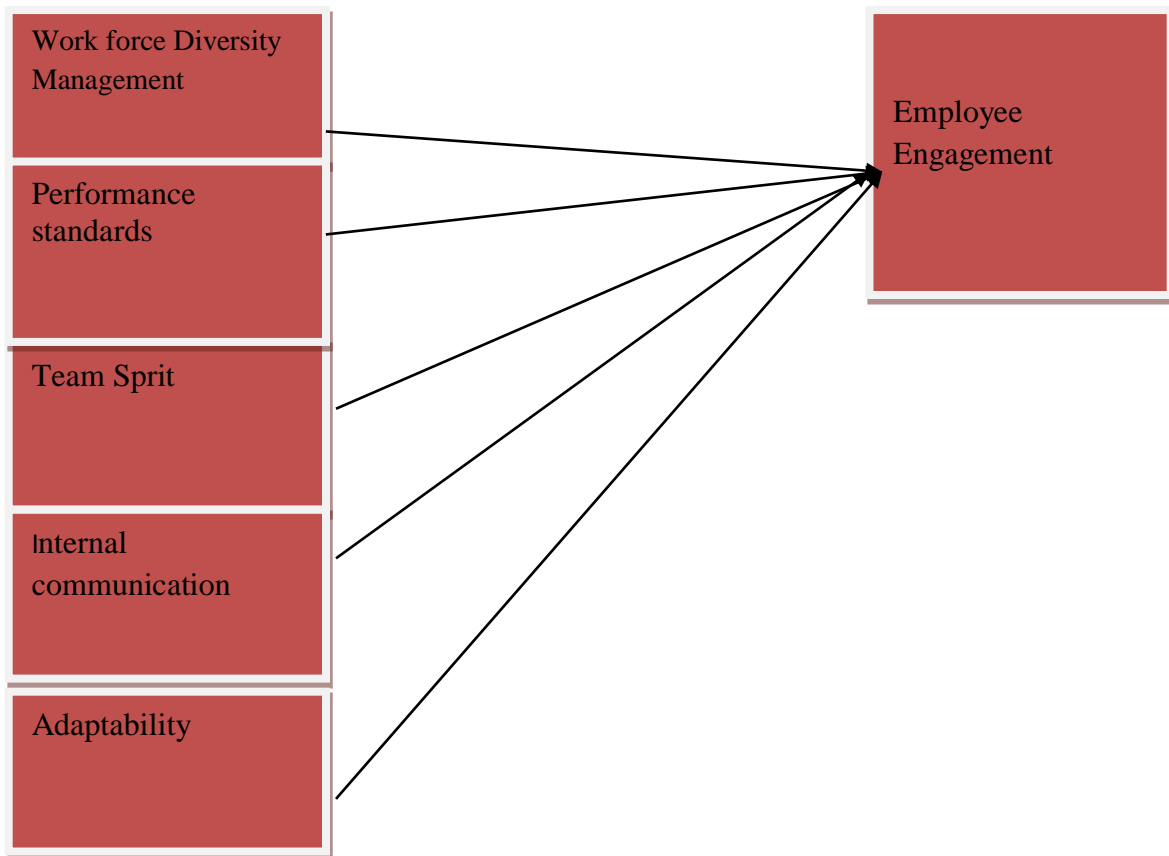 Work force Diversity
Management
Performance
standards
Team Sprit
Internal
communication
Adaptability
Employee
Engagement